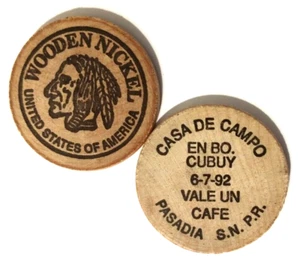 WOODEN NICKEL
UNITED STATES OF AMERICA
CASA DE CAMPO
EN BO.
CUBUY
6-7-92
VALE UN
CAFE
PASADIA S.N. P.R.